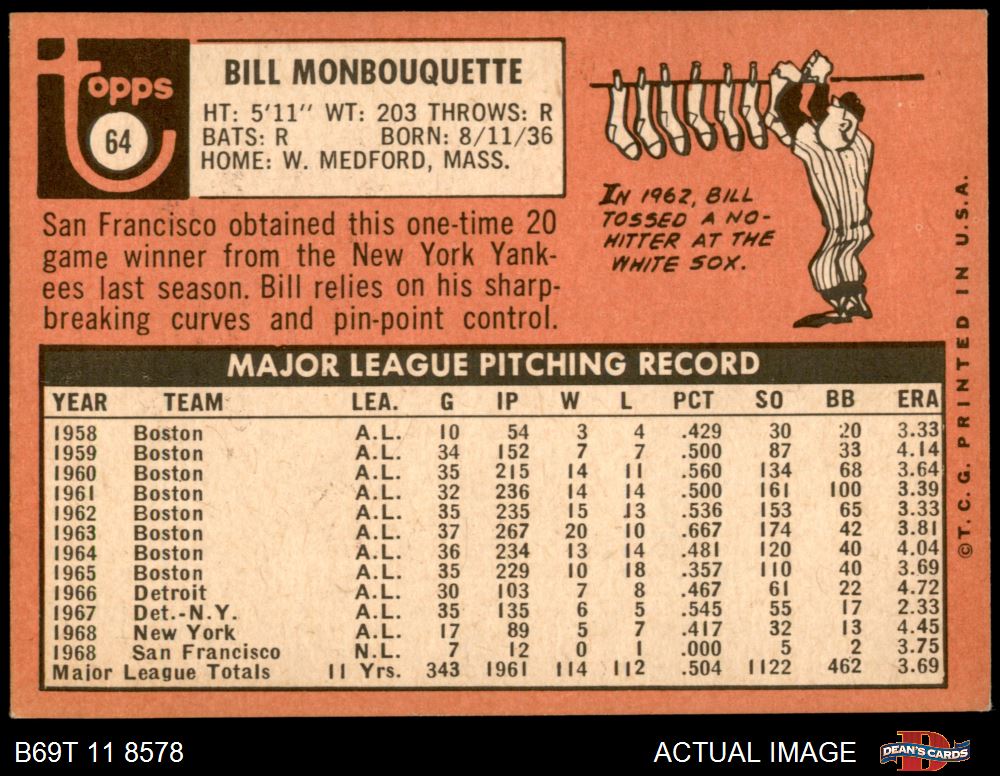 Topps
64
BILL MONBOUQUETTE
HT: 5'11" WT: 203 THROWS: R
BATS: R BORN: 8/11/36
HOME: W. MEDFORD, MASS.
San Francisco obtained this one-time 20
game winner from the New York Yank-
ees last season. Bill relies on his sharp-
breaking curves and pin-point control.
IN 1962, BILL
TOSSED A NO-
HITTER AT THE
WHITE SOX.
© T. C. G. PRINTED IN U.S.A.
MAJOR LEAGUE PITCHING RECORD
YEAR TEAM LEA. G IP W L PCT SO BB ERA
1958 Boston A.L. 10 54 3 4 .429 30 20 3.33
1959 Boston A.L. 34 152 7 7 .500 87 33 4.14
1960 Boston A.L. 35 215 14 11 .560 134 68 3.64
1961 Boston A.L. 32 236 14 14 .500 161 100 3.39
1962 Boston A.L. 35 235 15 13 .536 153 65 3.33
1963 Boston A.L. 37 267 20 10 .667 174 42 3.81
1964 Boston A.L. 36 234 13 14 .481 120 40 4.04
1965 Boston A.L. 35 229 10 18 .357 110 40 3.69
1966 Detroit A.L. 30 103 7 8 .467 61 22 4.72
1967 Det.-N.Y. A.L. 35 135 6 5 .545 55 17 2.33
1968 New York A.L. 17 89 5 7 .417 32 13 4.45
1968 San Francisco N.L. 7 12 0 1 .000 5 2 3.75
Major League Totals 11 Yrs. 343 1961 114 112 .504 1122 462 3.69
B69T 11 8578
ACTUAL IMAGE
DEAN'S CARDS